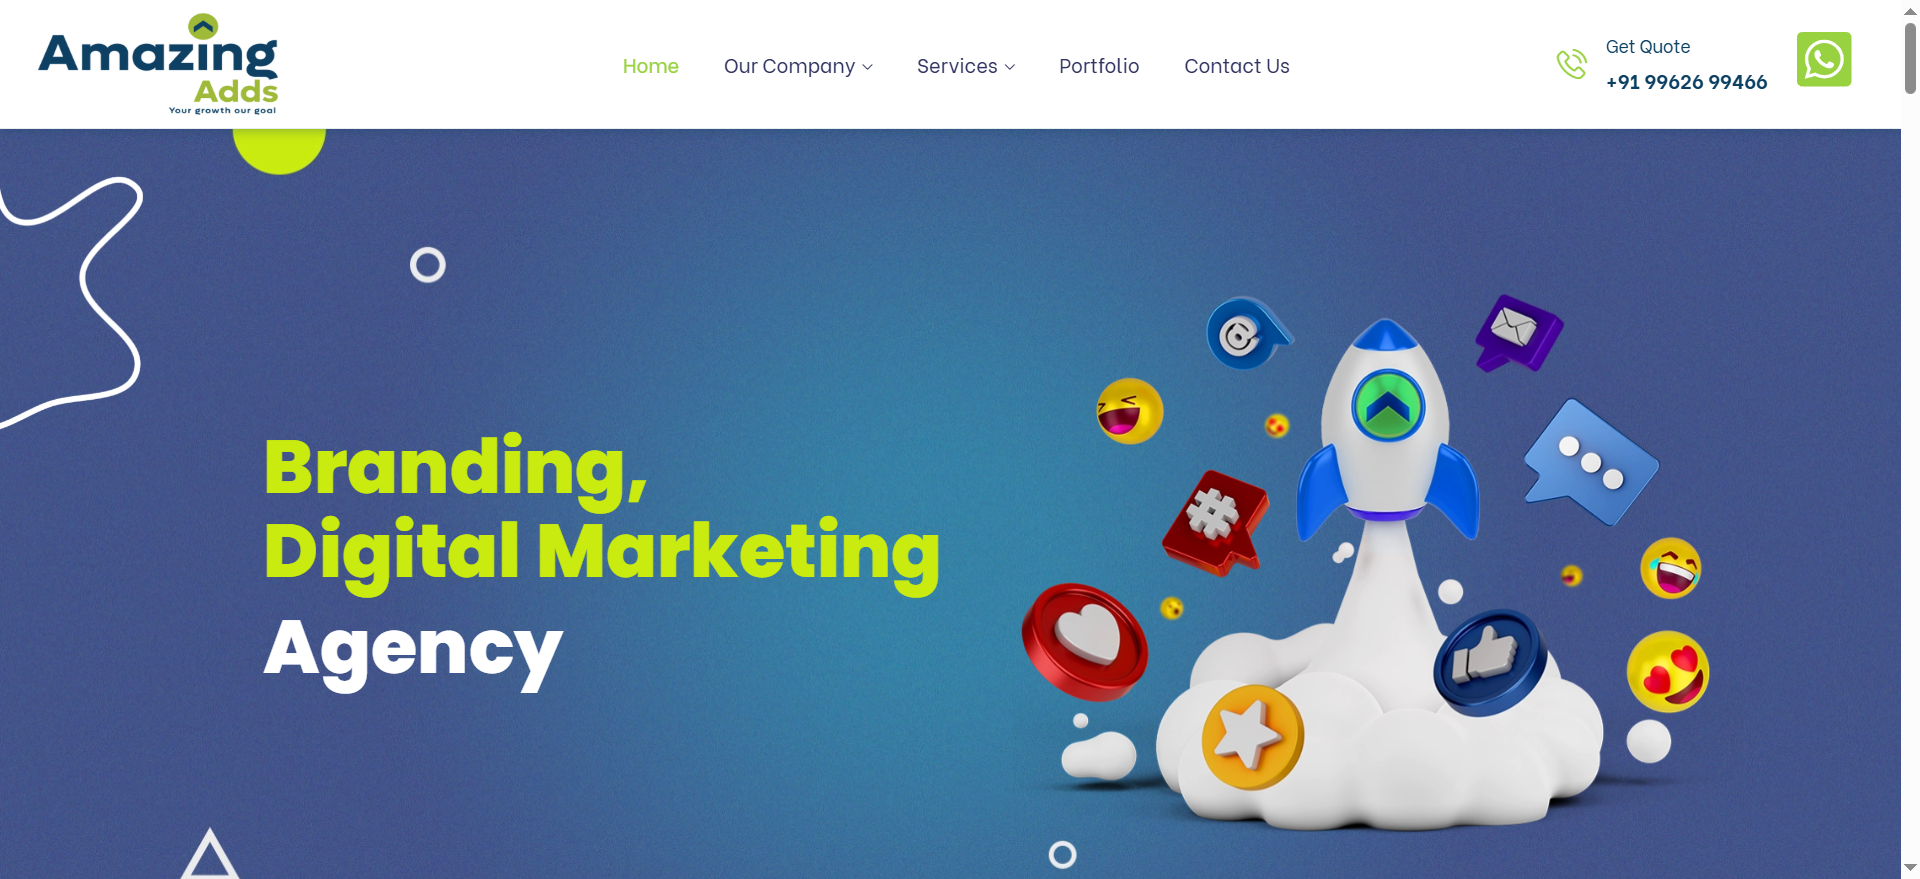 Amazing
Adds
Your growth our goal
Home
Our Company
Services
Portfolio
Contact Us
Get Quote
+91 99626 99466
Branding,
Digital Marketing
Agency
@
#